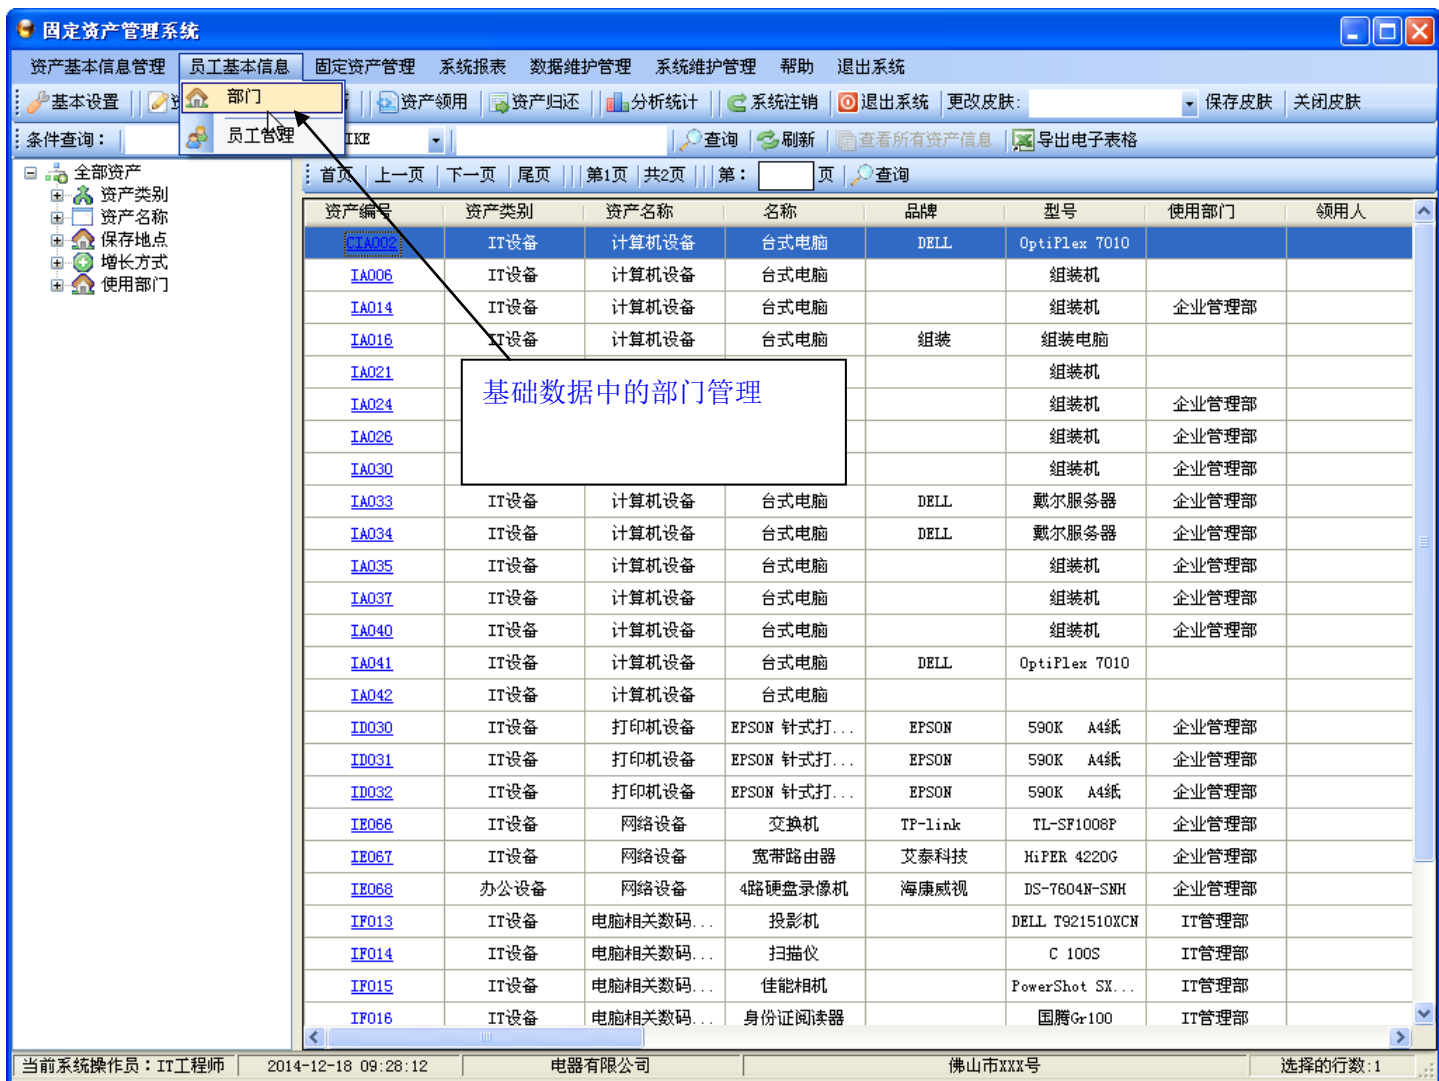 固定资产管理系统
资产基本信息管理 员工基本信息 固定资产管理 系统报表 数据维护管理 系统维护管理 帮助 退出系统
基本设置 部门 资产领用 资产归还 分析统计 系统注销 退出系统 更改皮肤: 保存皮肤 关闭皮肤
条件查询： 员工管理 IKE 查询 刷新 查看所有资产信息 导出电子表格
全部资产
资产类别
资产名称
保存地点
增长方式
使用部门
首页 上一页 下一页 尾页 第1页 共2页 第： 页 查询
资产编号 资产类别 资产名称 名称 品牌 型号 使用部门 领用人
CIA002 IT设备 计算机设备 台式电脑 DELL OptiPlex 7010
IA006 IT设备 计算机设备 台式电脑 组装机
IA014 IT设备 计算机设备 台式电脑 组装机 企业管理部
IA016 IT设备 计算机设备 台式电脑 组装 组装电脑
IA021 组装机
IA024 组装机 企业管理部
IA026 组装机 企业管理部
IA030 组装机 企业管理部
基础数据中的部门管理
IA033 IT设备 计算机设备 台式电脑 DELL 戴尔服务器 企业管理部
IA034 IT设备 计算机设备 台式电脑 DELL 戴尔服务器 企业管理部
IA035 IT设备 计算机设备 台式电脑 组装机 企业管理部
IA037 IT设备 计算机设备 台式电脑 组装机 企业管理部
IA040 IT设备 计算机设备 台式电脑 组装机 企业管理部
IA041 IT设备 计算机设备 台式电脑 DELL OptiPlex 7010
IA042 IT设备 计算机设备 台式电脑
ID030 IT设备 打印机设备 EPSON 针式打... EPSON 590K A4纸 企业管理部
ID031 IT设备 打印机设备 EPSON 针式打... EPSON 590K A4纸 企业管理部
ID032 IT设备 打印机设备 EPSON 针式打... EPSON 590K A4纸 企业管理部
IE066 IT设备 网络设备 交换机 TP-link TL-SF1008P 企业管理部
IE067 IT设备 网络设备 宽带路由器 艾泰科技 HiPER 4220G 企业管理部
IE068 办公设备 网络设备 4路硬盘录像机 海康威视 DS-7604N-SNH 企业管理部
IF013 IT设备 电脑相关数码... 投影机 DELL T921510XCN IT管理部
IF014 IT设备 电脑相关数码... 扫描仪 C 100S IT管理部
IF015 IT设备 电脑相关数码... 佳能相机 PowerShot SX... IT管理部
IF016 IT设备 电脑相关数码... 身份证阅读器 国腾Gr100 IT管理部
当前系统操作员：IT工程师 2014-12-18 09:28:12 电器有限公司 佛山市XXX号 选择的行数:1